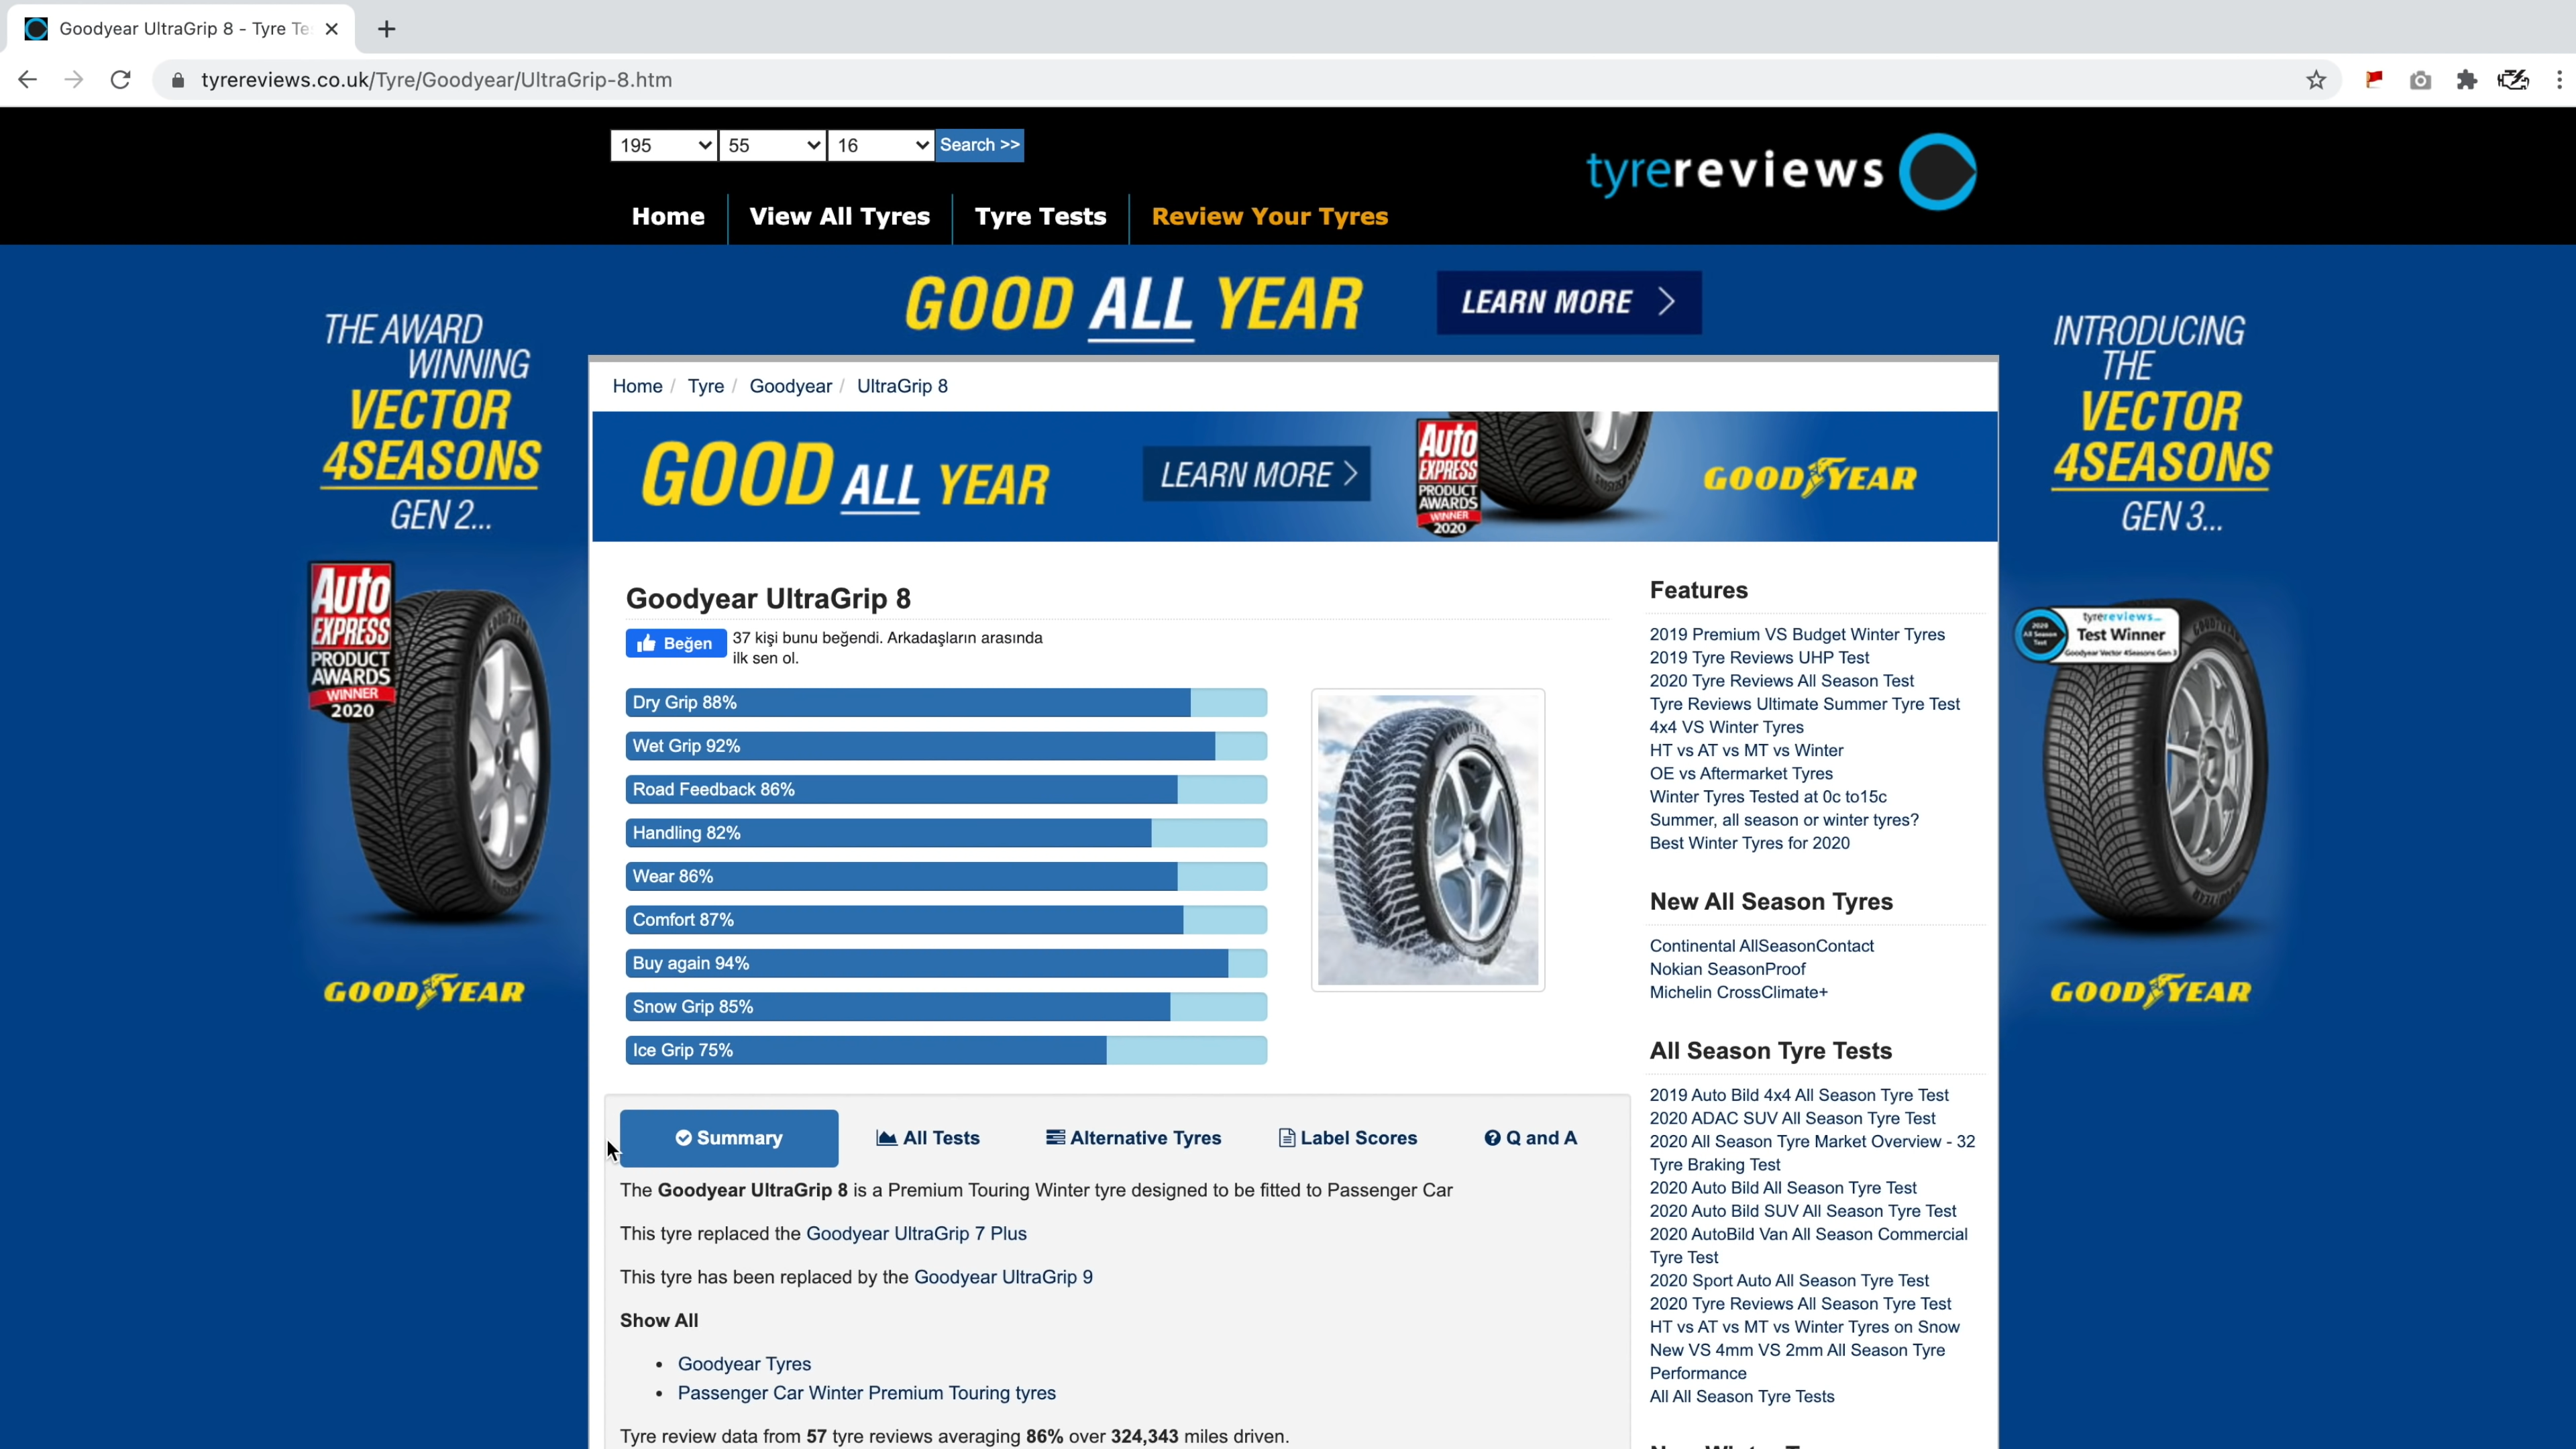 Goodyear UltraGrip 8 - Tyre Te
tyrereviews.co.uk/Tyre/Goodyear/UltraGrip-8.htm
195 55 16 Search >>
tyrereviews
Home View All Tyres Tyre Tests Review Your Tyres
GOOD ALL YEAR LEARN MORE
THE AWARD
WINNING
VECTOR
4SEASONS
GEN 2...
Auto
EXPRESS
PRODUCT
AWARDS
WINNER
2020
GOODYEAR
INTRODUCING
THE
VECTOR
4SEASONS
GEN 3...
tyrereviews
2020
All Season
Test
Test Winner
Goodyear Vector 4Seasons Gen 3
GOODYEAR
GOODYEAR
Home / Tyre / Goodyear / UltraGrip 8
GOOD ALL YEAR LEARN MORE >
Auto
EXPRESS
PRODUCT
AWARDS
WINNER
2020
GOODYEAR
Goodyear UltraGrip 8
Beğen 37 kişi bunu beğendi. Arkadaşların arasında
ilk sen ol.
Dry Grip 88%
Wet Grip 92%
Road Feedback 86%
Handling 82%
Wear 86%
Comfort 87%
Buy again 94%
Snow Grip 85%
Ice Grip 75%
GOODYEAR
Summary All Tests Alternative Tyres Label Scores Q and A
The Goodyear UltraGrip 8 is a Premium Touring Winter tyre designed to be fitted to Passenger Car
This tyre replaced the Goodyear UltraGrip 7 Plus
This tyre has been replaced by the Goodyear UltraGrip 9
Show All
• Goodyear Tyres
• Passenger Car Winter Premium Touring tyres
Tyre review data from 57 tyre reviews averaging 86% over 324,343 miles driven.
Features
2019 Premium VS Budget Winter Tyres
2019 Tyre Reviews UHP Test
2020 Tyre Reviews All Season Test
Tyre Reviews Ultimate Summer Tyre Test
4x4 VS Winter Tyres
HT vs AT vs MT vs Winter
OE vs Aftermarket Tyres
Winter Tyres Tested at 0c to15c
Summer, all season or winter tyres?
Best Winter Tyres for 2020
New All Season Tyres
Continental AllSeasonContact
Nokian SeasonProof
Michelin CrossClimate+
All Season Tyre Tests
2019 Auto Bild 4x4 All Season Tyre Test
2020 ADAC SUV All Season Tyre Test
2020 All Season Tyre Market Overview - 32
Tyre Braking Test
2020 Auto Bild All Season Tyre Test
2020 Auto Bild SUV All Season Tyre Test
2020 AutoBild Van All Season Commercial
Tyre Test
2020 Sport Auto All Season Tyre Test
2020 Tyre Reviews All Season Tyre Test
HT vs AT vs MT vs Winter Tyres on Snow
New VS 4mm VS 2mm All Season Tyre
Performance
All All Season Tyre Tests